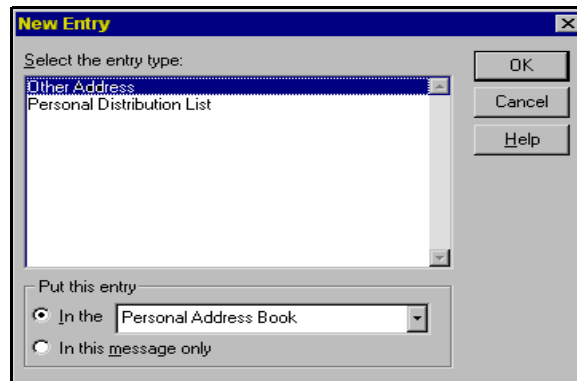 New Entry
Select the entry type:
Other Address
Personal Distribution List
OK
Cancel
Help
Put this entry
In the Personal Address Book
In this message only